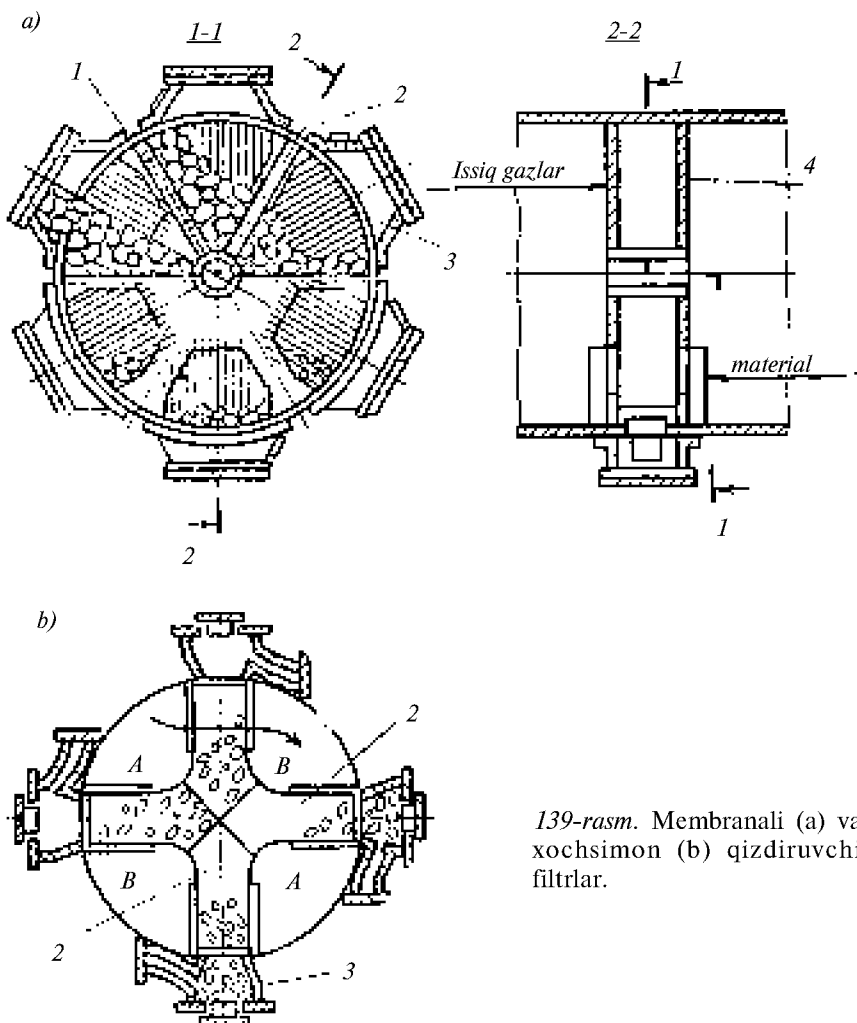 a)
1-1
2-2
1
2
2
1
Issiq gazlar
4
3
material
2
1
b)
2
A
B
B
A
2
3
139-rasm. Membranali (a) va
xochsimon (b) qizdiruvchi
filtrlar.